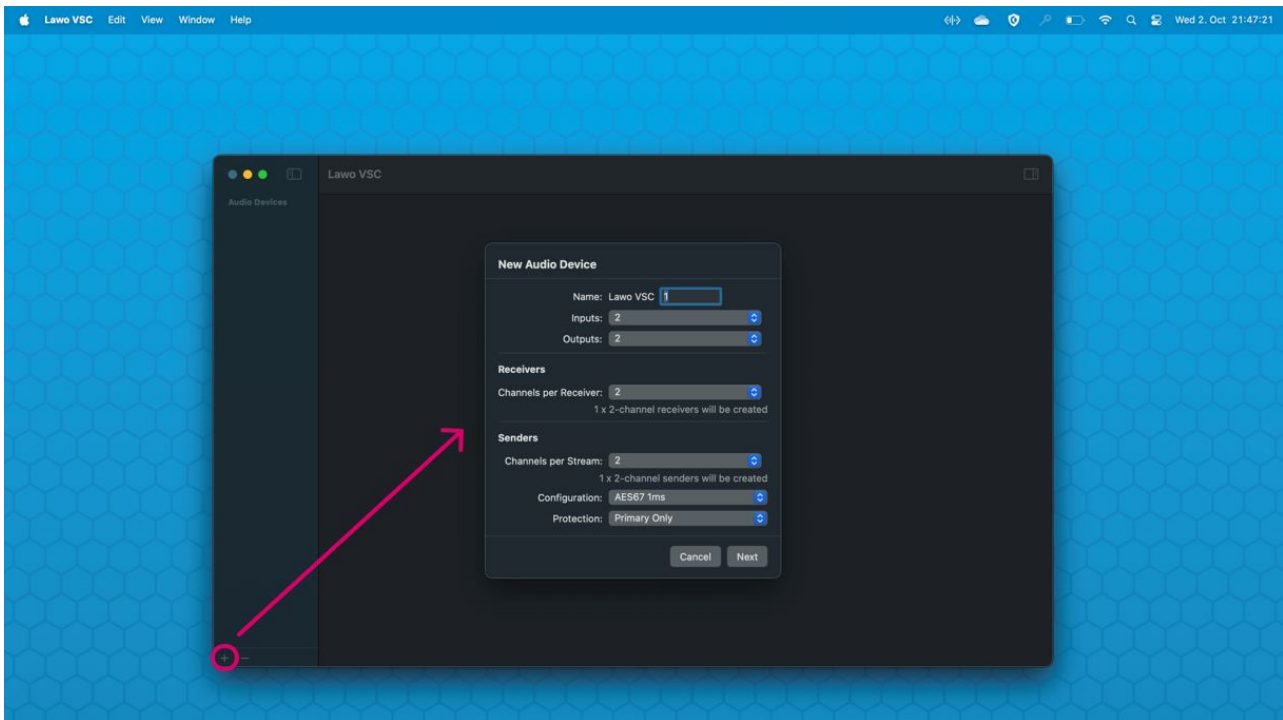 Lawo VSC Edit View Window Help Wed 2. Oct 21:47:21
Lawo VSC
Audio Devices
New Audio Device
Name: Lawo VSC 1
Inputs: 2
Outputs: 2
Receivers
Channels per Receiver: 2
1 x 2-channel receivers will be created
Senders
Channels per Stream: 2
1 x 2-channel senders will be created
Configuration: AES67 1ms
Protection: Primary Only
Cancel Next
+ −